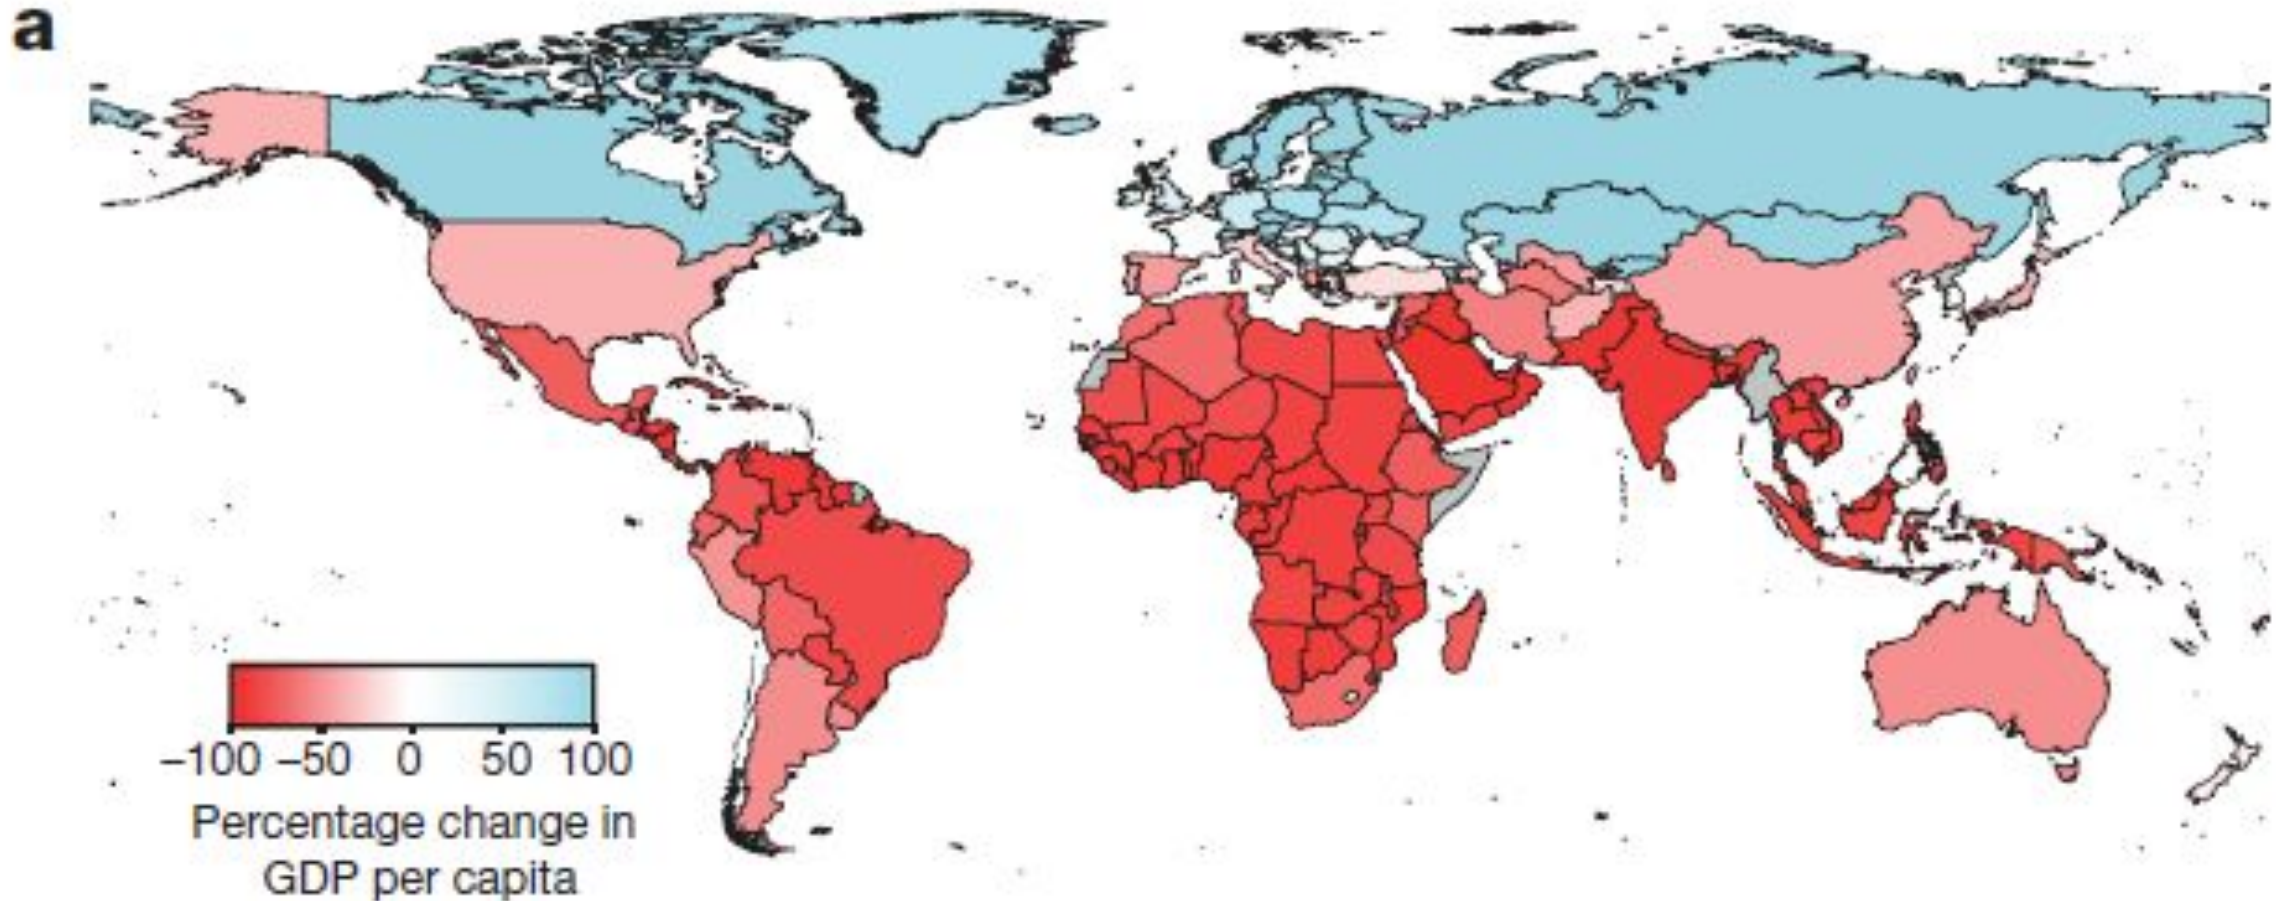 a
–100 –50 0 50 100
Percentage change in
GDP per capita